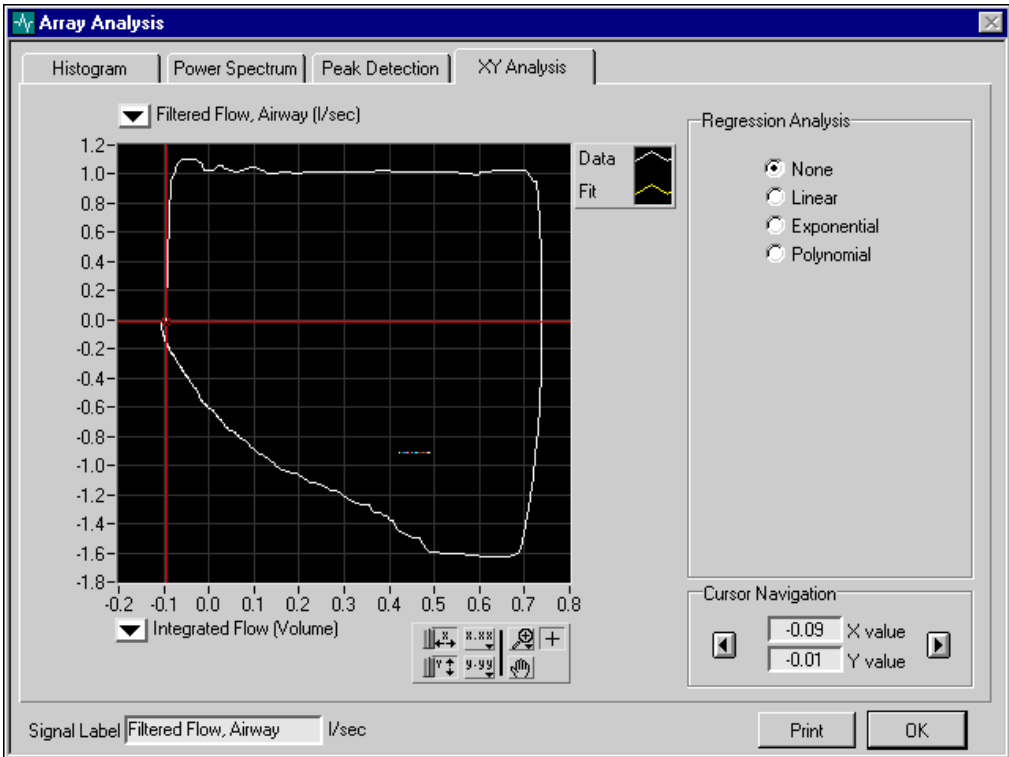 Array Analysis
Histogram Power Spectrum Peak Detection XY Analysis
Filtered Flow, Airway (l/sec)
1.2
1.0
0.8
0.6
0.4
0.2
0.0
-0.2
-0.4
-0.6
-0.8
-1.0
-1.2
-1.4
-1.6
-1.8
-0.2 -0.1 0.0 0.1 0.2 0.3 0.4 0.5 0.6 0.7 0.8
Integrated Flow (Volume)
Data
Fit
X x.xx
Y y.yy
Regression Analysis
None
Linear
Exponential
Polynomial
Cursor Navigation
-0.09 X value
-0.01 Y value
Signal Label Filtered Flow, Airway l/sec
Print OK